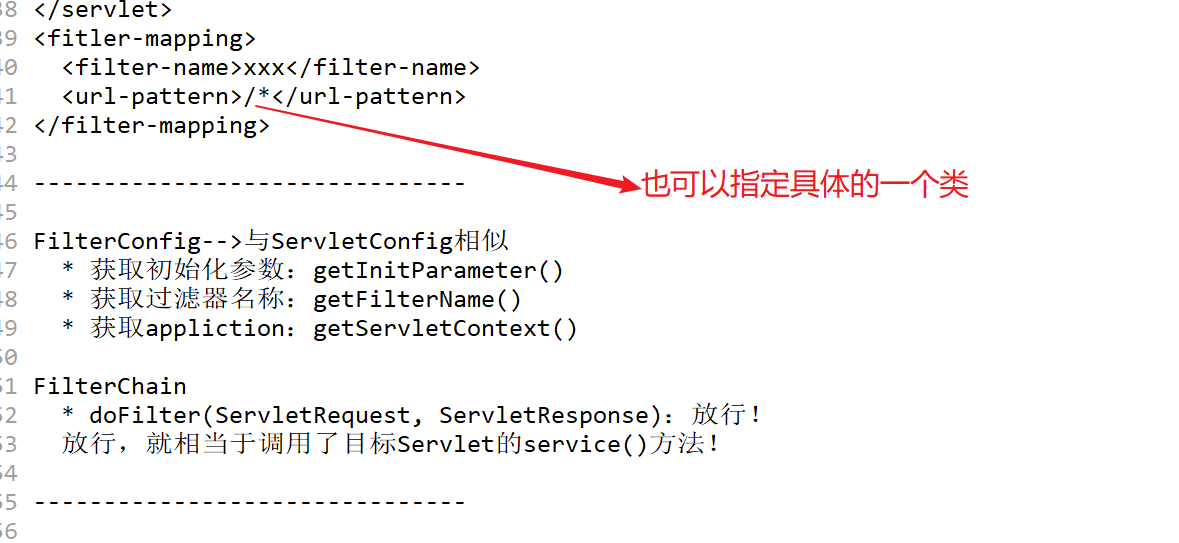 38 </servlet>
39 <fitler-mapping>
40 <filter-name>xxx</filter-name>
41 <url-pattern>/*</url-pattern>
42 </filter-mapping>
43
44 -------------------------------
也可以指定具体的一个类
45
46 FilterConfig-->与ServletConfig相似
47 * 获取初始化参数：getInitParameter()
48 * 获取过滤器名称：getFilterName()
49 * 获取appliction：getServletContext()
50
51 FilterChain
52 * doFilter(ServletRequest, ServletResponse)：放行！
53 放行，就相当于调用了目标Servlet的service()方法！
54
55 -------------------------------
56